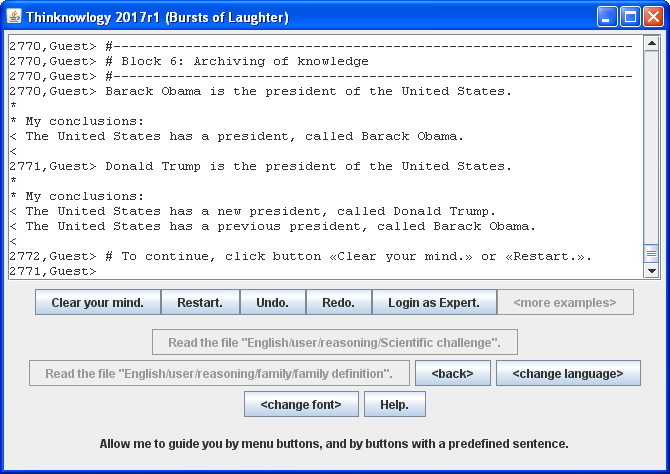 Thinknowlogy 2017r1 (Bursts of Laughter)
2770,Guest> #-----------------------------------------------------------------
2770,Guest> # Block 6: Archiving of knowledge
2770,Guest> #-----------------------------------------------------------------
2770,Guest> Barack Obama is the president of the United States.
*
* My conclusions:
< The United States has a president, called Barack Obama.
<
2771,Guest> Donald Trump is the president of the United States.
*
* My conclusions:
< The United States has a new president, called Donald Trump.
< The United States has a previous president, called Barack Obama.
<
2772,Guest> # To continue, click button «Clear your mind.» or «Restart.».
2771,Guest>
Clear your mind. Restart. Undo. Redo. Login as Expert. <more examples>
Read the file "English/user/reasoning/Scientific challenge".
Read the file "English/user/reasoning/family/family definition". <back> <change language>
<change font> Help.
Allow me to guide you by menu buttons, and by buttons with a predefined sentence.